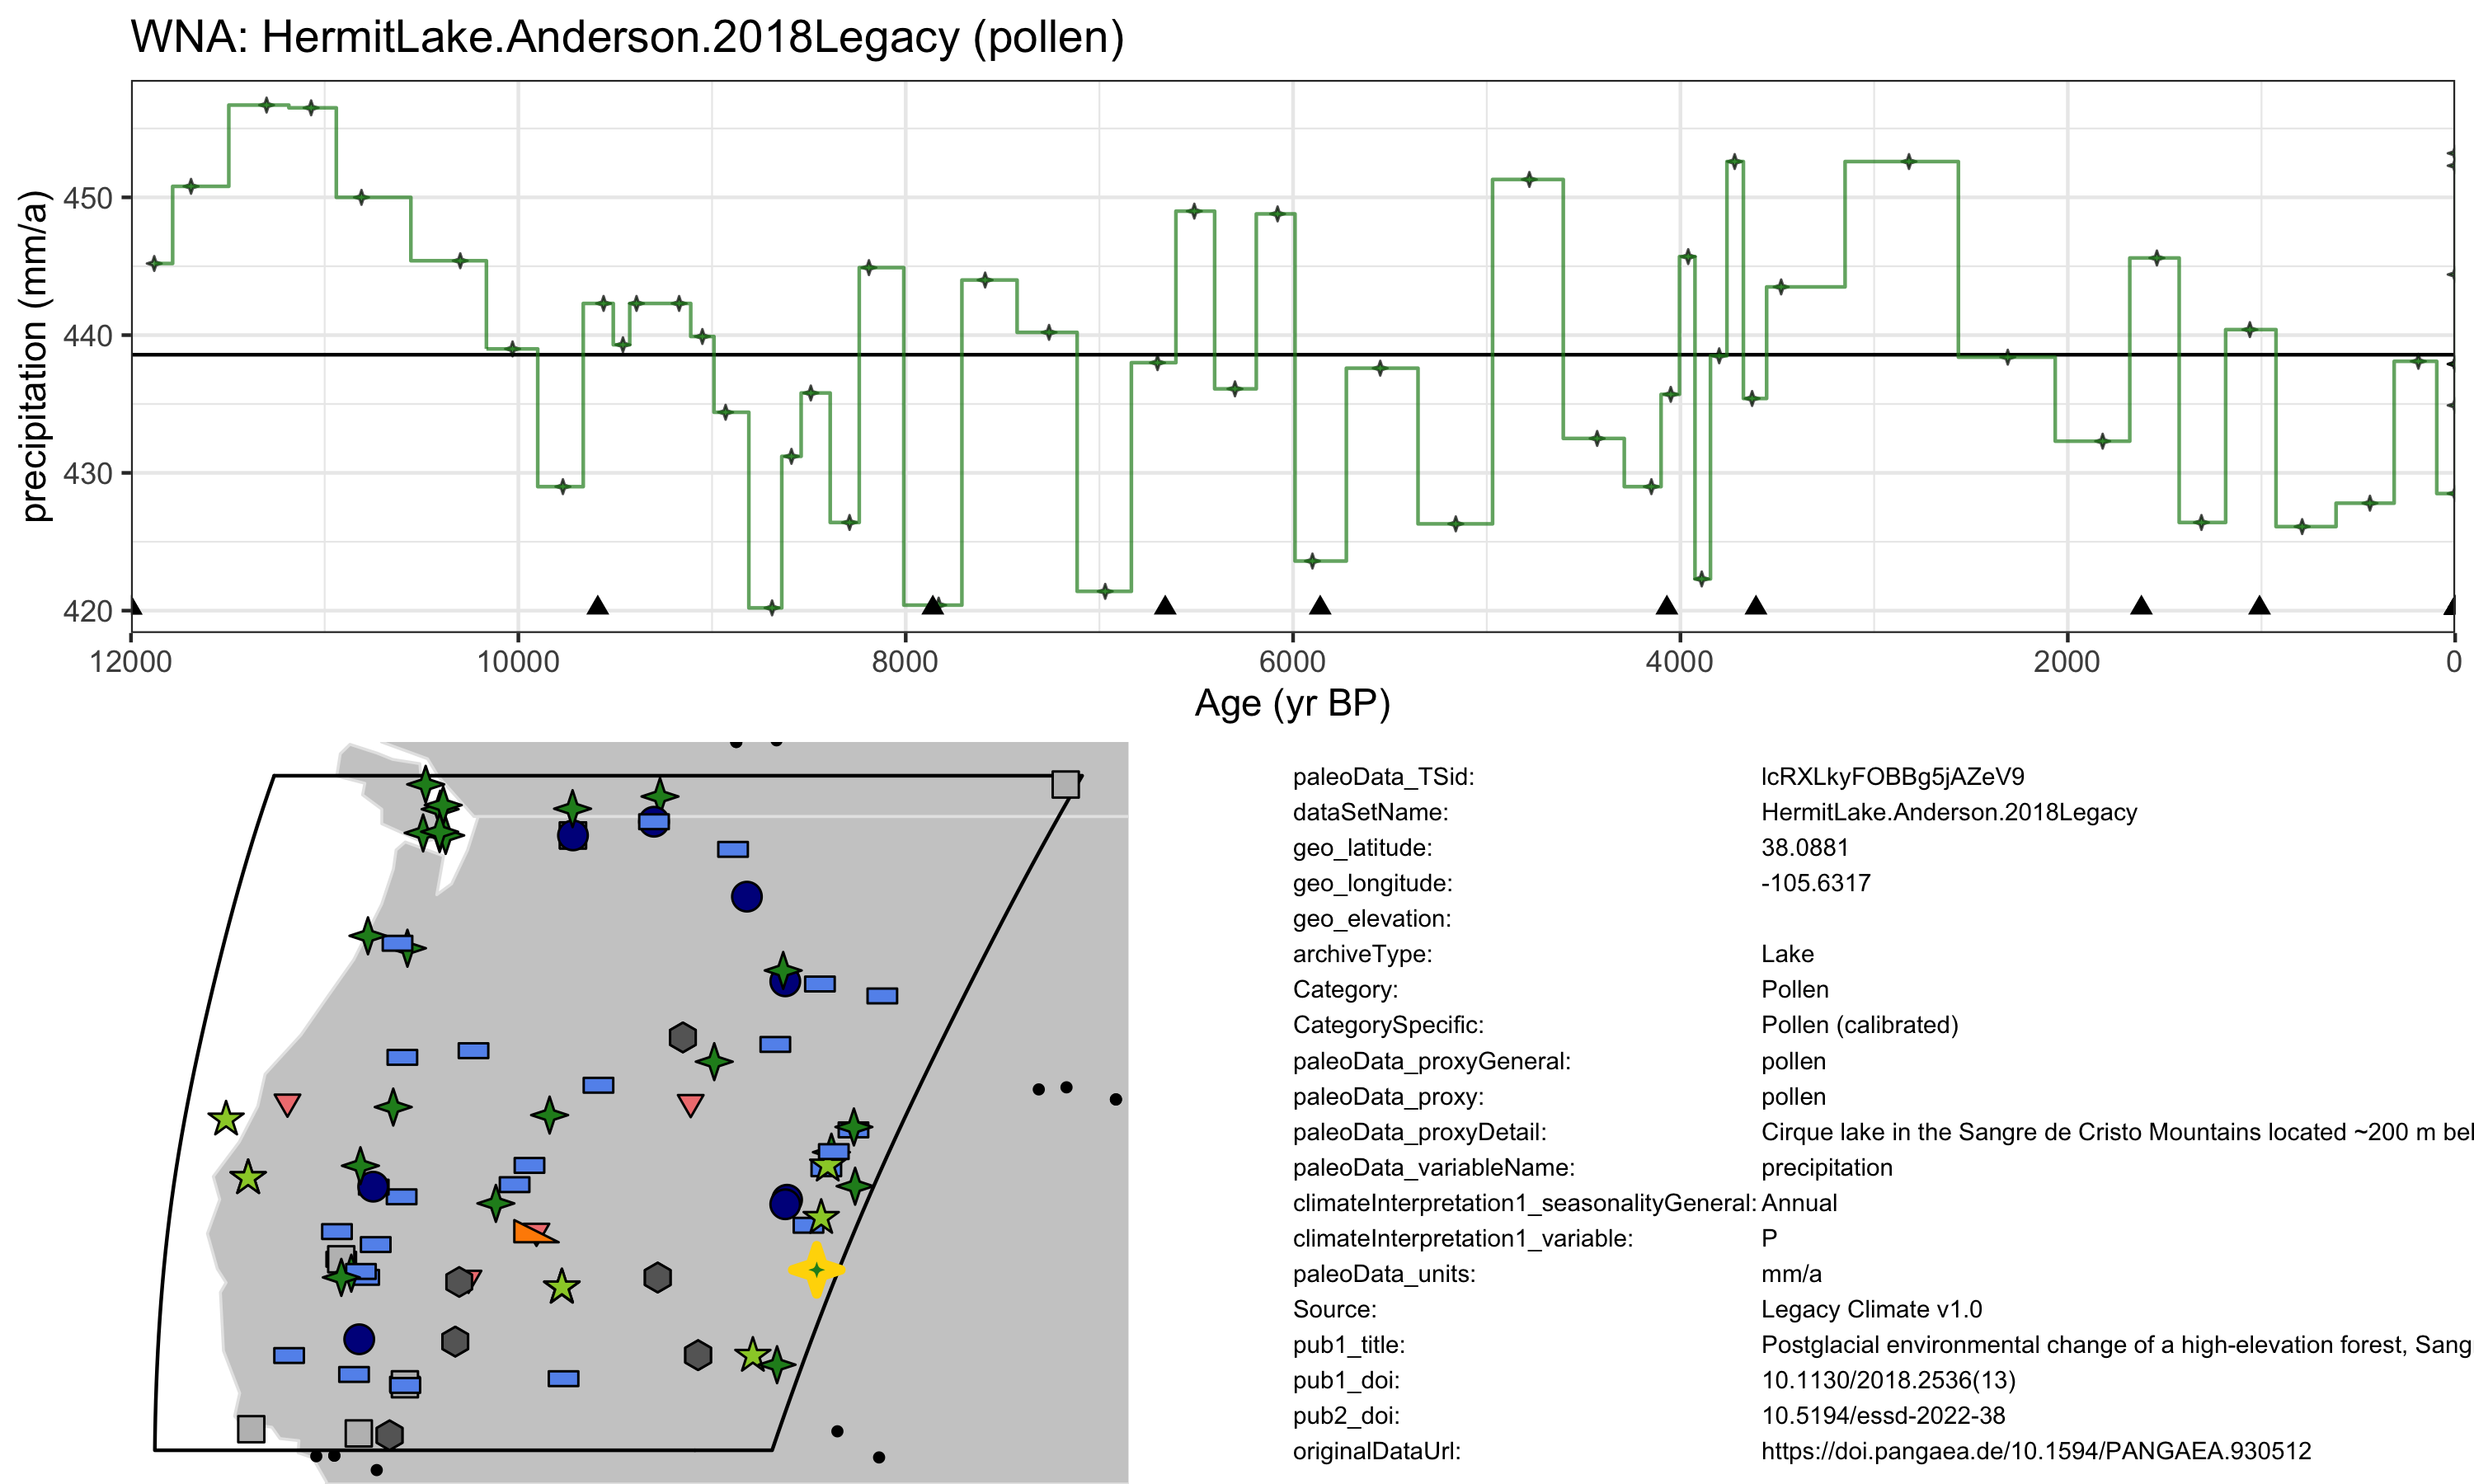 WNA: HermitLake.Anderson.2018Legacy (pollen)
precipitation (mm/a)
450
440
430
420
12000 10000 8000 6000 4000 2000 0
Age (yr BP)
paleoData_TSid: lcRXLkyFOBBg5jAZeV9
dataSetName: HermitLake.Anderson.2018Legacy
geo_latitude: 38.0881
geo_longitude: -105.6317
geo_elevation:
archiveType: Lake
Category: Pollen
CategorySpecific: Pollen (calibrated)
paleoData_proxyGeneral: pollen
paleoData_proxy: pollen
paleoData_proxyDetail: Cirque lake in the Sangre de Cristo Mountains located ~200 m bel
paleoData_variableName: precipitation
climateInterpretation1_seasonalityGeneral: Annual
climateInterpretation1_variable: P
paleoData_units: mm/a
Source: Legacy Climate v1.0
pub1_title: Postglacial environmental change of a high-elevation forest, Sang
pub1_doi: 10.1130/2018.2536(13)
pub2_doi: 10.5194/essd-2022-38
originalDataUrl: https://doi.pangaea.de/10.1594/PANGAEA.930512